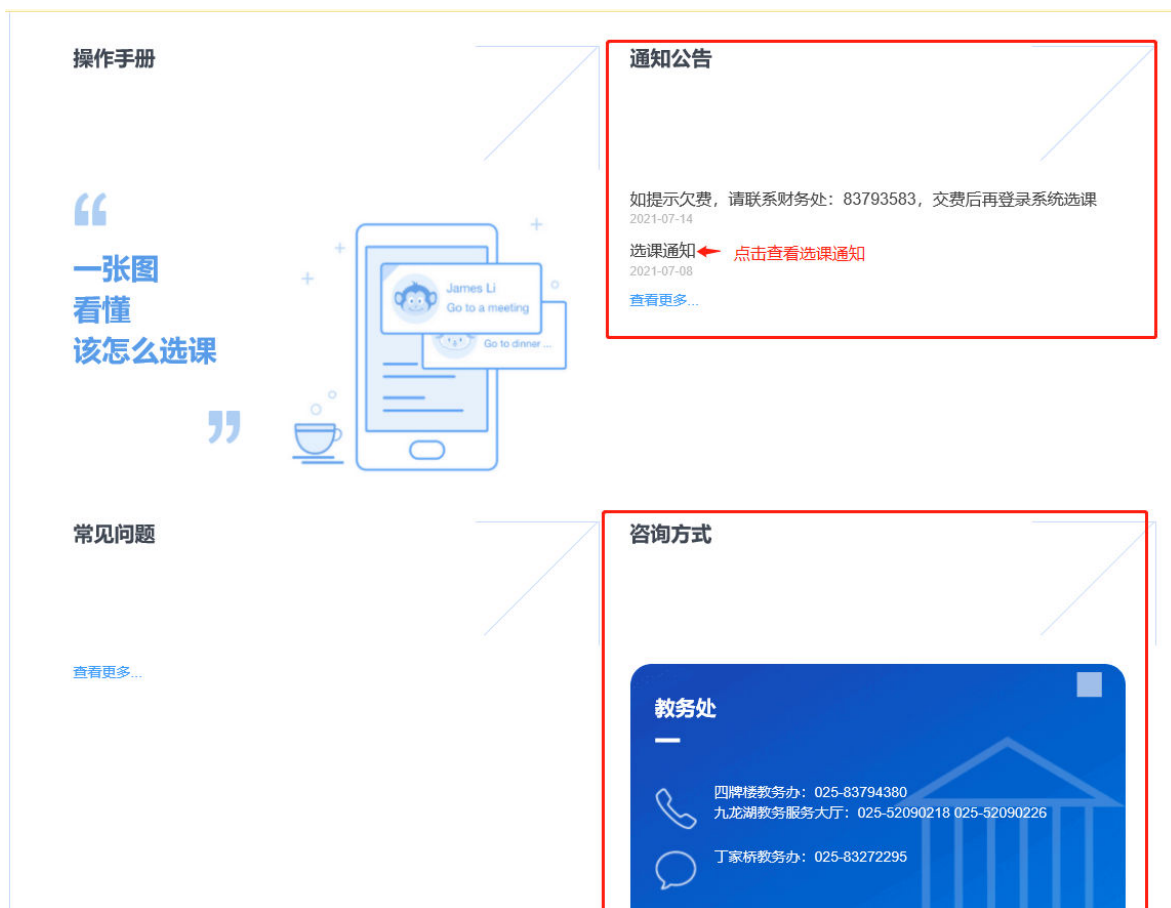 操作手册
“
一张图
看懂
该怎么选课
”
James Li
Go to a meeting
Go to dinner ...
通知公告
如提示欠费，请联系财务处：83793583，交费后再登录系统选课
2021-07-14
选课通知 点击查看选课通知
2021-07-08
查看更多...
常见问题
查看更多...
咨询方式
教务处
四牌楼教务办：025-83794380
九龙湖教务服务大厅：025-52090218 025-52090226
丁家桥教务办：025-83272295